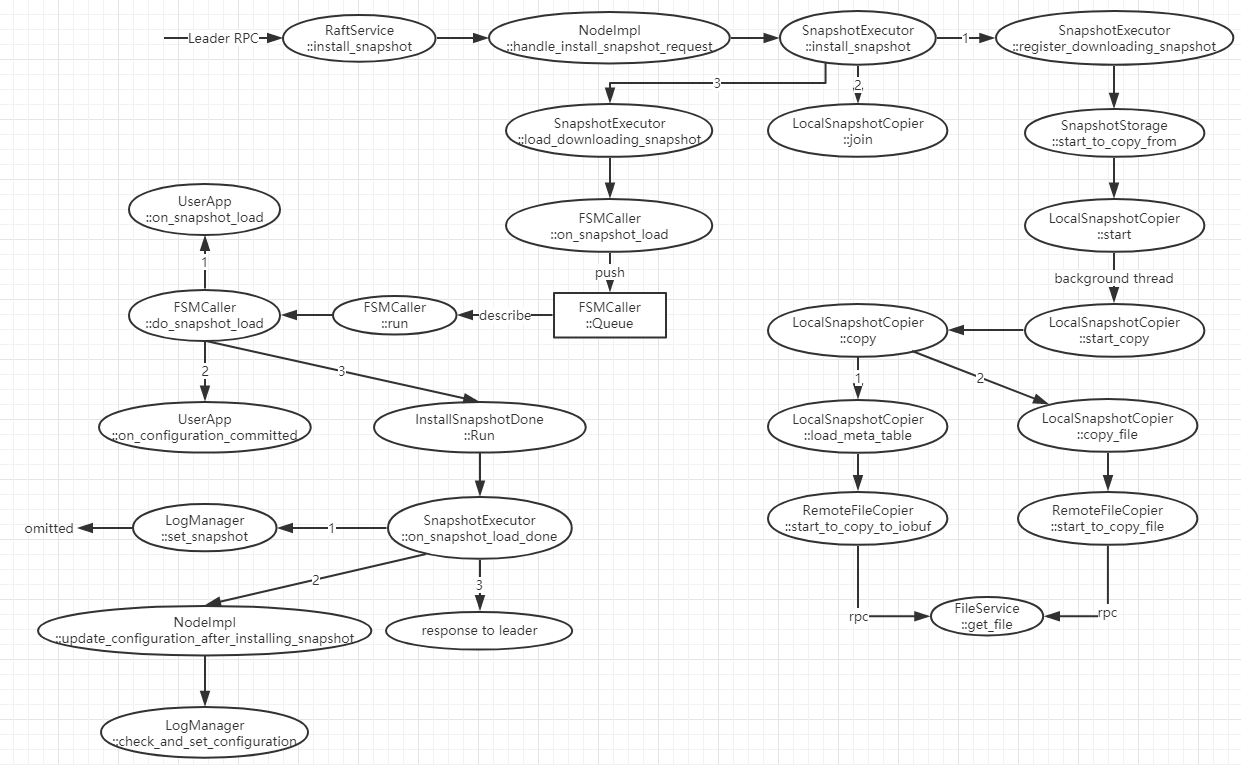 Leader RPC
RaftService
::install_snapshot
NodeImpl
::handle_install_snapshot_request
SnapshotExecutor
::install_snapshot
1
SnapshotExecutor
::register_downloading_snapshot
3
2
SnapshotExecutor
::load_downloading_snapshot
LocalSnapshotCopier
::join
SnapshotStorage
::start_to_copy_from
UserApp
::on_snapshot_load
FSMCaller
::on_snapshot_load
LocalSnapshotCopier
::start
1
push
background thread
FSMCaller
::do_snapshot_load
FSMCaller
::run
describe
FSMCaller
::Queue
LocalSnapshotCopier
::copy
LocalSnapshotCopier
::start_copy
2
3
1
2
UserApp
::on_configuration_committed
InstallSnapshotDone
::Run
LocalSnapshotCopier
::load_meta_table
LocalSnapshotCopier
::copy_file
omitted
LogManager
::set_snapshot
1
SnapshotExecutor
::on_snapshot_load_done
RemoteFileCopier
::start_to_copy_to_iobuf
RemoteFileCopier
::start_to_copy_file
2
3
NodeImpl
::update_configuration_after_installing_snapshot
response to leader
rpc
FileService
::get_file
rpc
LogManager
::check_and_set_configuration